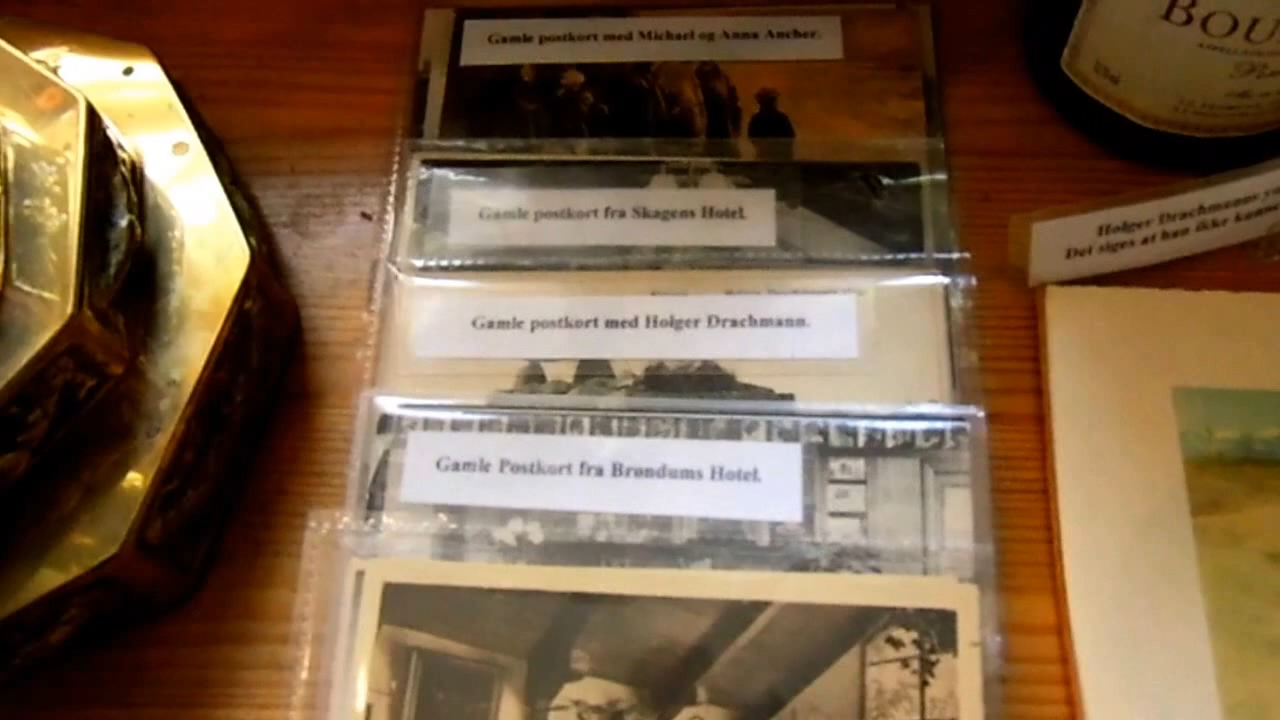 Gamle postkort med Michael og Anna Ancher.
Gamle postkort fra Skagens Hotel.
Gamle postkort med Holger Drachmann.
Gamle Postkort fra Brøndums Hotel.
BOU
Holger Drachmanns
Det siges at han ikke kunne